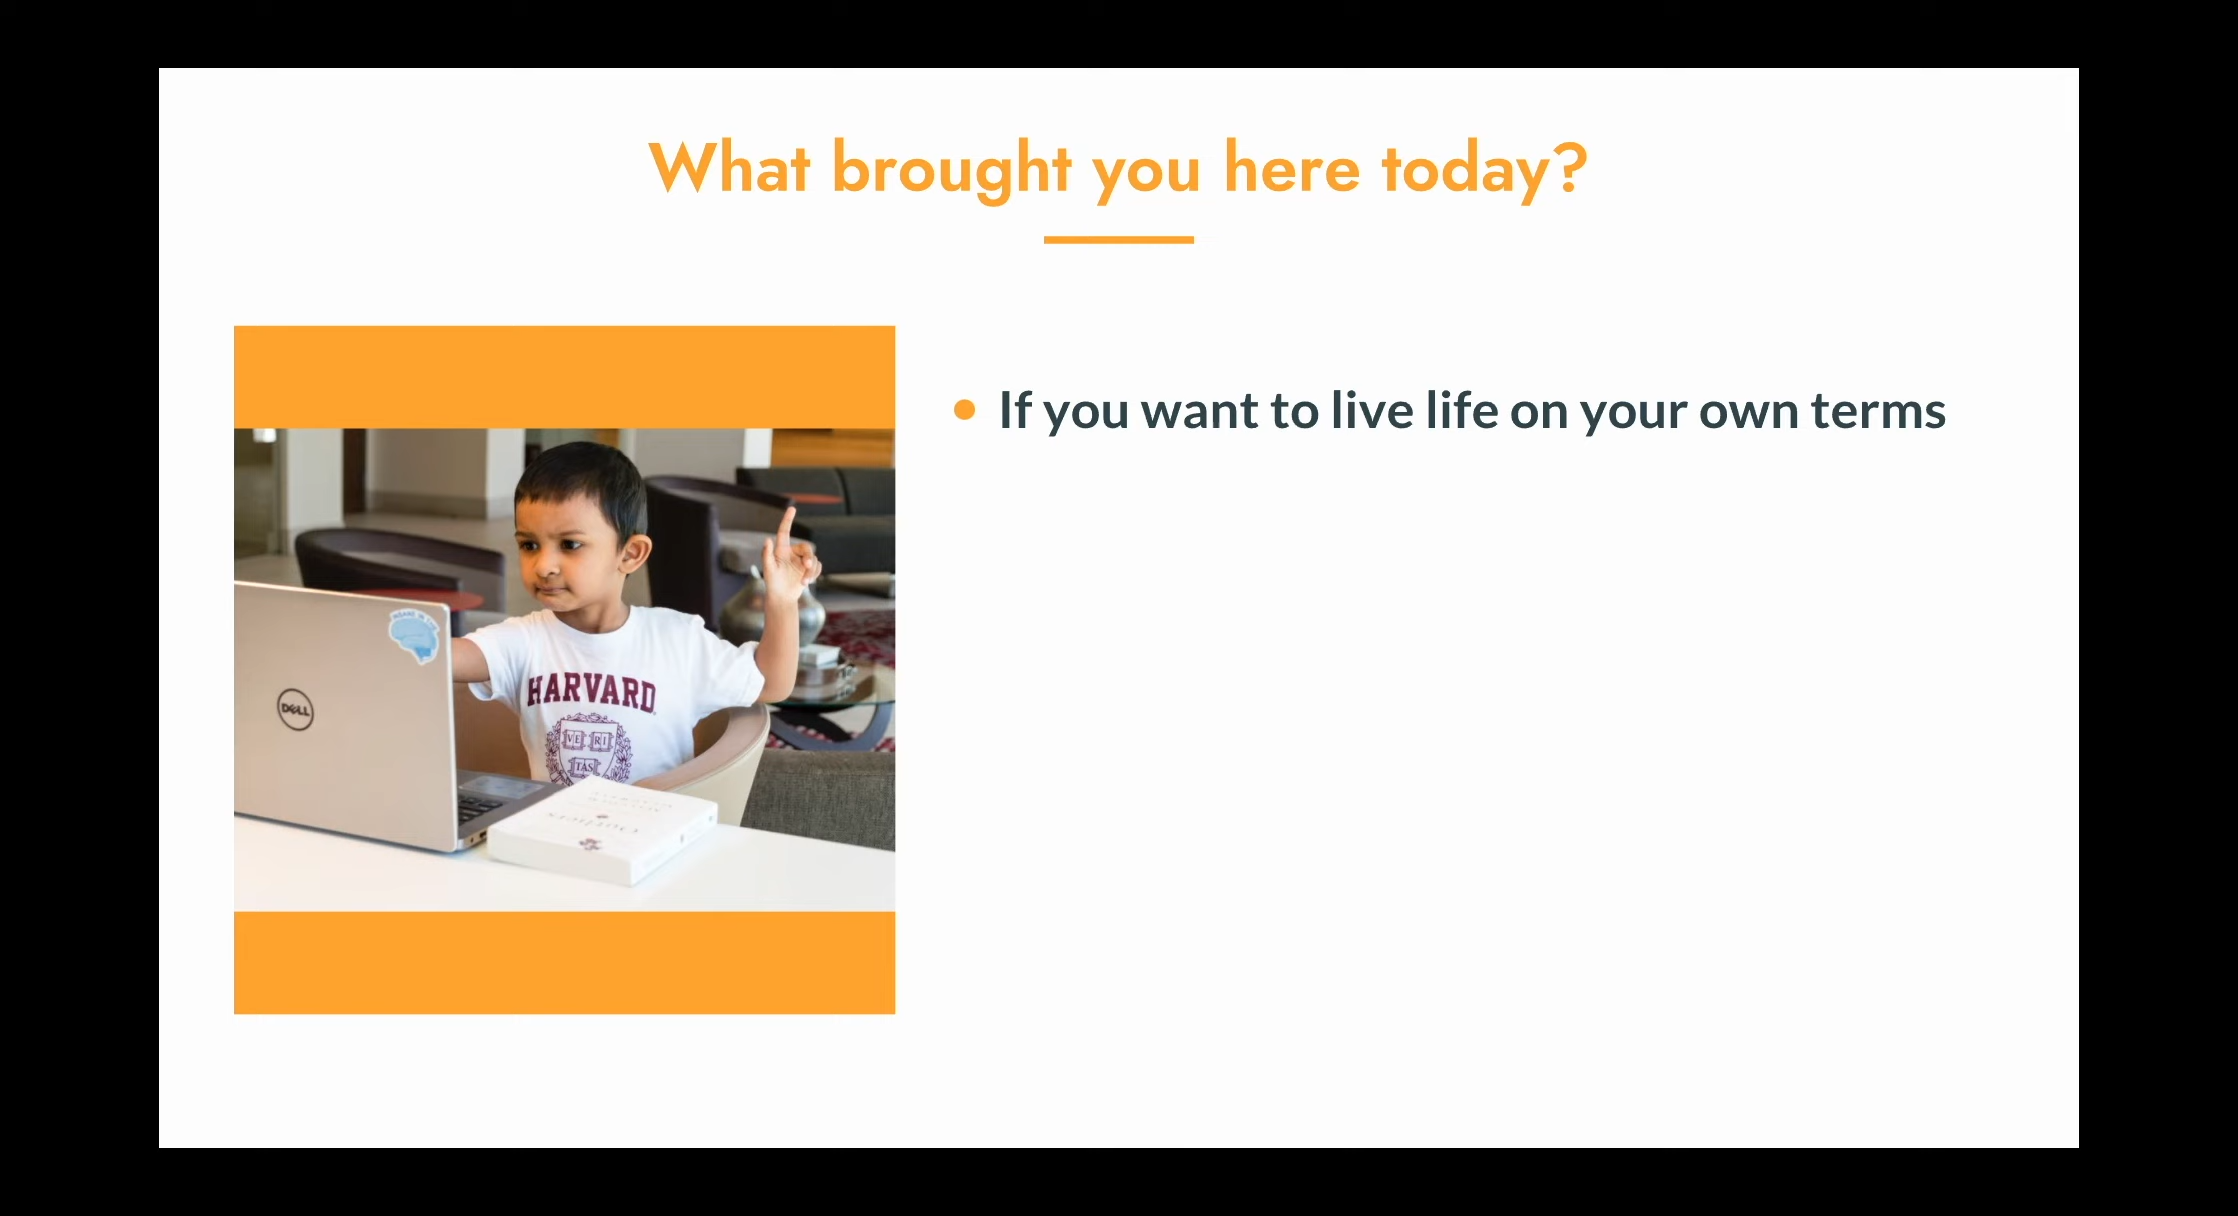 What brought you here today?
If you want to live life on your own terms
DELL
HARVARD
VE RI
TAS
Outliers